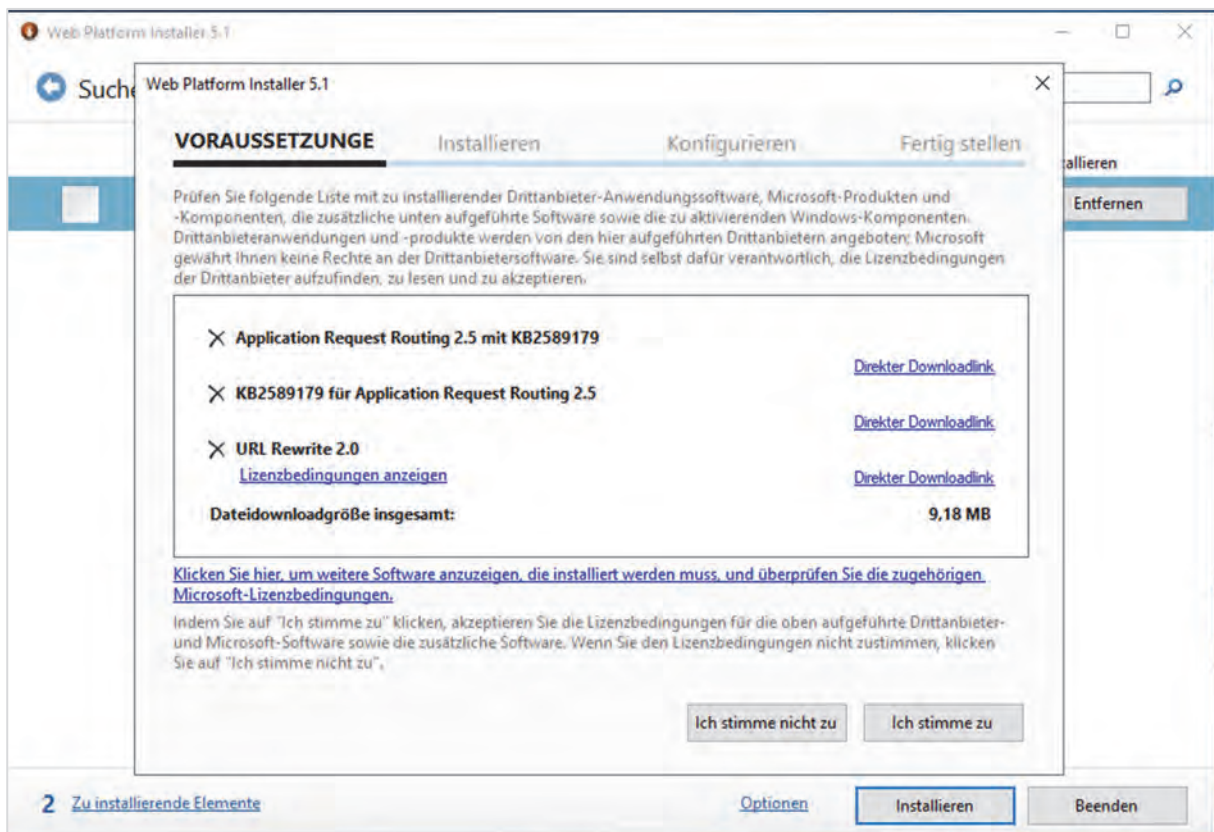 Web Platform Installer 5.1
Suche
Web Platform Installer 5.1
VORAUSSETZUNGE Installieren Konfigurieren Fertig stellen
allieren
Entfernen
Prüfen Sie folgende Liste mit zu installierender Drittanbieter-Anwendungssoftware, Microsoft-Produkten und
-Komponenten, die zusätzliche unten aufgeführte Software sowie die zu aktivierenden Windows-Komponenten.
Drittanbieteranwendungen und -produkte werden von den hier aufgeführten Drittanbietern angeboten; Microsoft
gewährt Ihnen keine Rechte an der Drittanbietersoftware. Sie sind selbst dafür verantwortlich, die Lizenzbedingungen
der Drittanbieter aufzufinden, zu lesen und zu akzeptieren.
Application Request Routing 2.5 mit KB2589179
Direkter Downloadlink
KB2589179 für Application Request Routing 2.5
Direkter Downloadlink
URL Rewrite 2.0
Lizenzbedingungen anzeigen Direkter Downloadlink
Dateidownloadgröße insgesamt: 9,18 MB
Klicken Sie hier, um weitere Software anzuzeigen, die installiert werden muss, und überprüfen Sie die zugehörigen
Microsoft-Lizenzbedingungen.
Indem Sie auf "Ich stimme zu" klicken, akzeptieren Sie die Lizenzbedingungen für die oben aufgeführte Drittanbieter-
und Microsoft-Software sowie die zusätzliche Software. Wenn Sie den Lizenzbedingungen nicht zustimmen, klicken
Sie auf "Ich stimme nicht zu".
Ich stimme nicht zu Ich stimme zu
2 Zu installierende Elemente Optionen Installieren Beenden